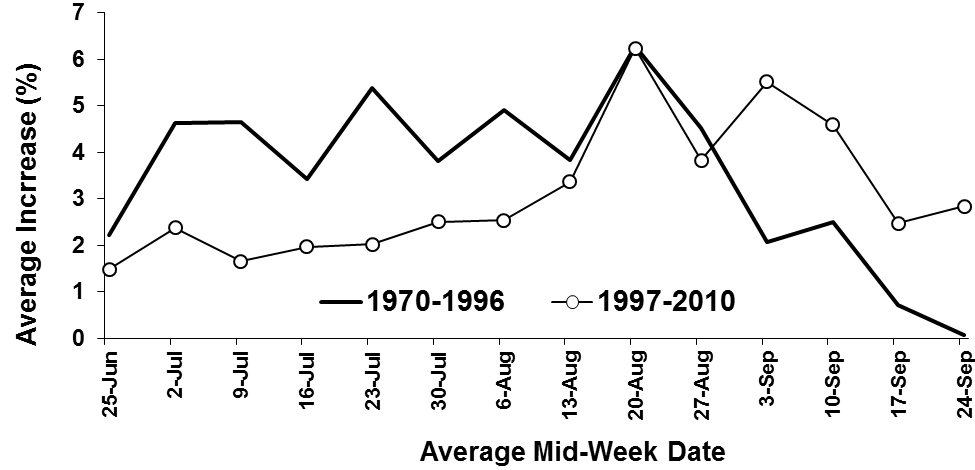 7
6
5
4
3
2
1
0
Average Incrrease (%)
1970-1996
1997-2010
25-Jun
2-Jul
9-Jul
16-Jul
23-Jul
30-Jul
6-Aug
13-Aug
20-Aug
27-Aug
3-Sep
10-Sep
17-Sep
24-Sep
Average Mid-Week Date